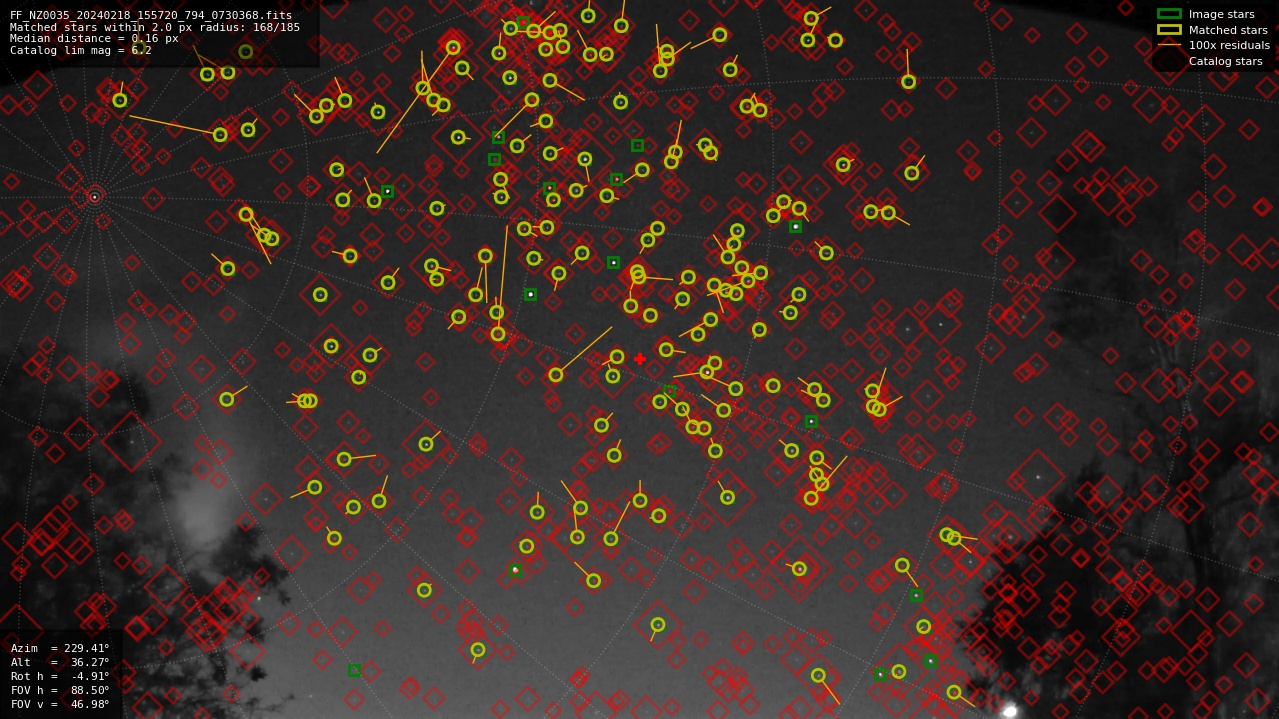 FF_NZ0035_20240218_155720_794_0730368.fits
Matched stars within 2.0 px radius: 168/185
Median distance = 0.16 px
Catalog lim mag = 6.2
Image stars
Matched stars
100x residuals
Catalog stars
Azim = 229.41°
Alt = 36.27°
Rot h = -4.91°
FOV h = 88.50°
FOV v = 46.98°